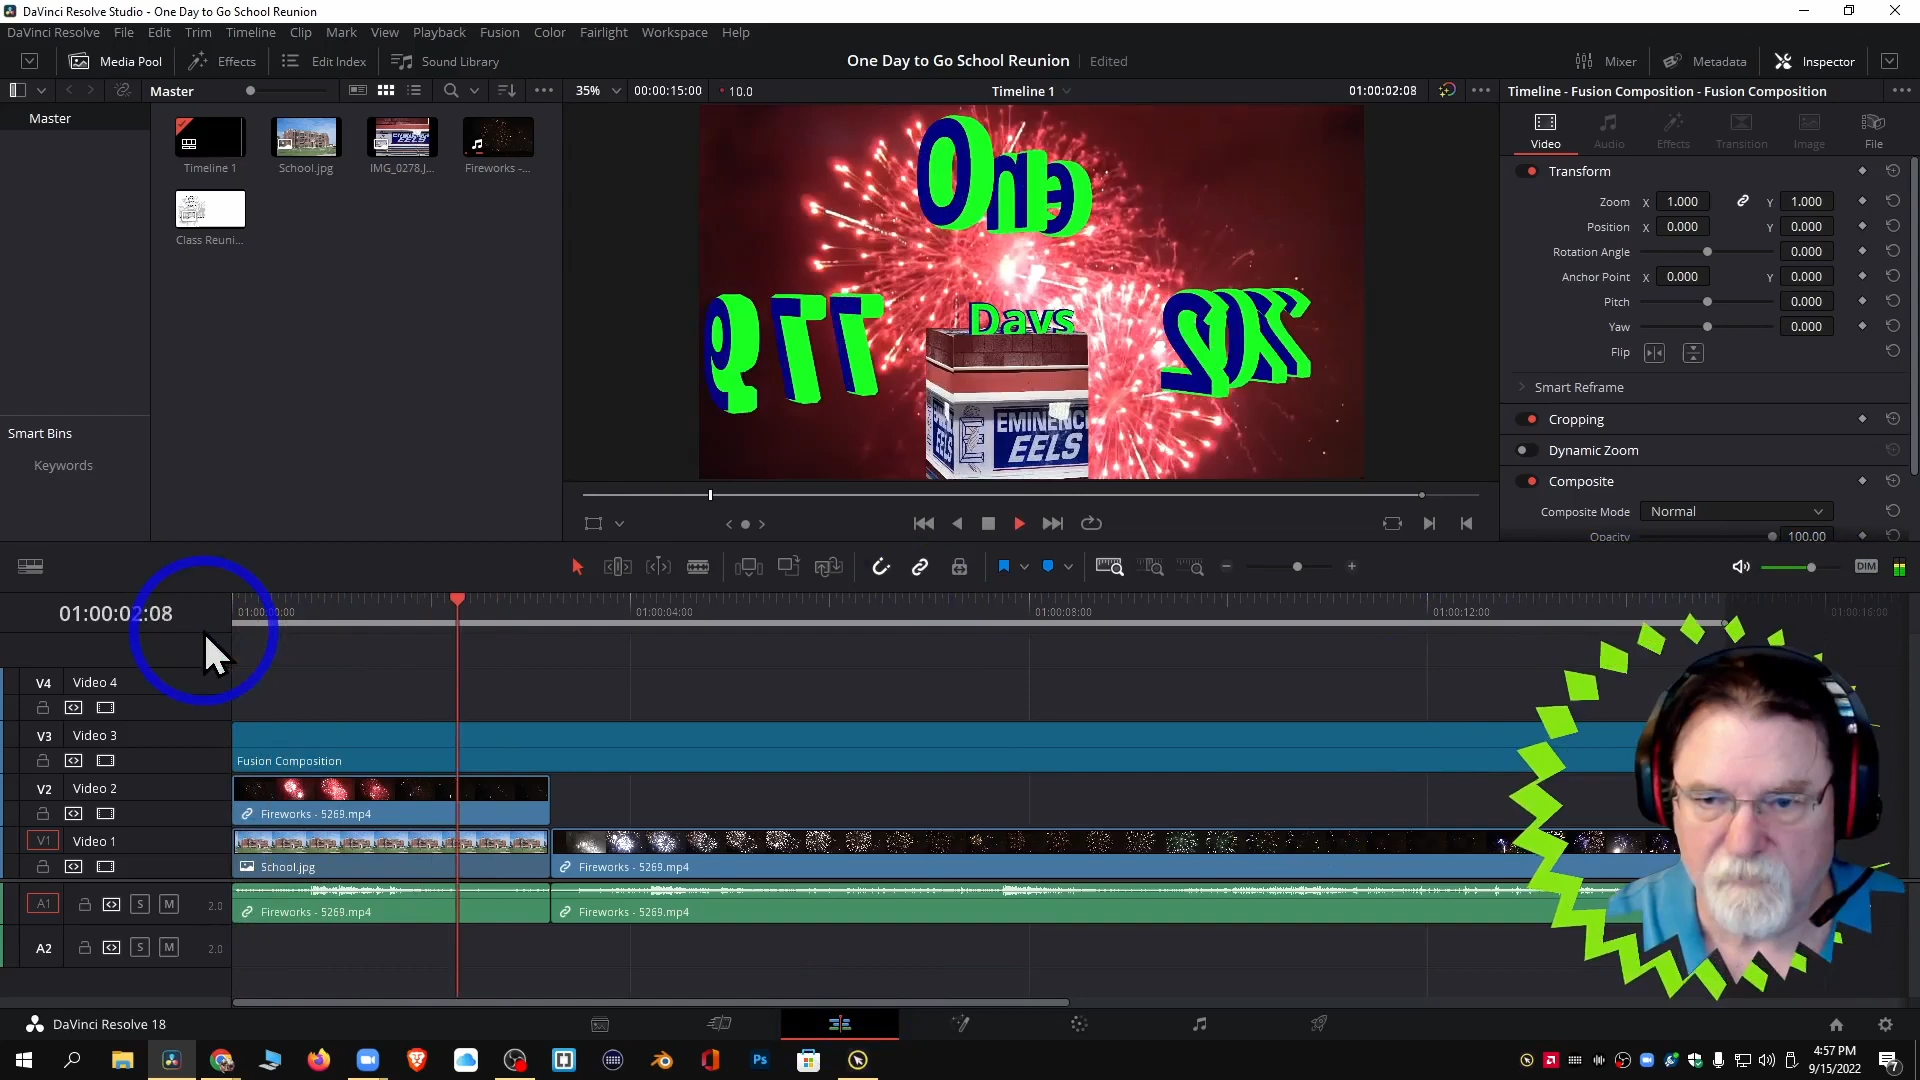 DaVinci Resolve Studio - One Day to Go School Reunion
DaVinci Resolve File Edit Trim Timeline Clip Mark View Playback Fusion Color Fairlight Workspace Help
Media Pool Effects Edit Index Sound Library One Day to Go School Reunion Edited Mixer Metadata Inspector
Master 35% 00:00:15:00 10.0 Timeline 1 01:00:02:08 Timeline - Fusion Composition - Fusion Composition
Master
Timeline 1 School.jpg IMG_0278.J... Fireworks -...
Class Reuni...
Smart Bins
Keywords
One
Days
EELS
EMINENC
EELS
Video Audio Effects Transition Image File
Transform
Zoom X 1.000 Y 1.000
Position X 0.000 Y 0.000
Rotation Angle 0.000
Anchor Point X 0.000 Y 0.000
Pitch 0.000
Yaw 0.000
Flip
Smart Reframe
Cropping
Dynamic Zoom
Composite
Composite Mode Normal
Opacity 100.00
DIM
01:00:02:08 01:00:00:00 01:00:04:00 01:00:08:00 01:00:12:00 01:00:16:00
V4 Video 4
V3 Video 3
Fusion Composition
V2 Video 2
Fireworks - 5269.mp4
V1 Video 1
School.jpg Fireworks - 5269.mp4
A1 S M 2.0
Fireworks - 5269.mp4 Fireworks - 5269.mp4
A2 S M 2.0
DaVinci Resolve 18
Ps
4:57 PM
9/15/2022
7